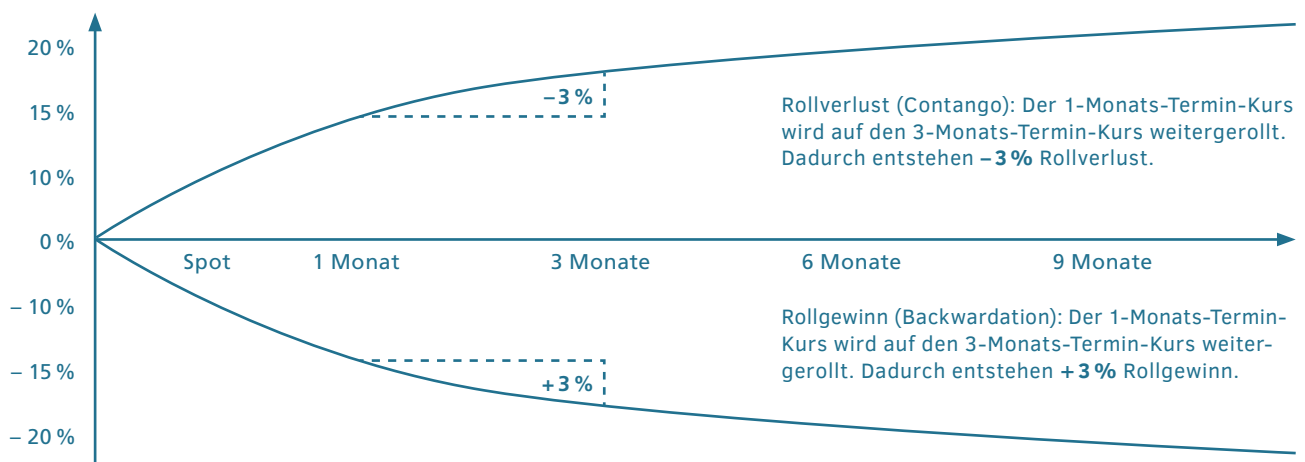 20 %
15 %
10 %
0 %
– 10 %
– 15 %
– 20 %
–3 %
Rollverlust (Contango): Der 1-Monats-Termin-Kurs
wird auf den 3-Monats-Termin-Kurs weitergerollt.
Dadurch entstehen –3 % Rollverlust.
Spot
1 Monat
3 Monate
6 Monate
9 Monate
+3 %
Rollgewinn (Backwardation): Der 1-Monats-Termin-
Kurs wird auf den 3-Monats-Termin-Kurs weiter-
gerollt. Dadurch entstehen +3 % Rollgewinn.